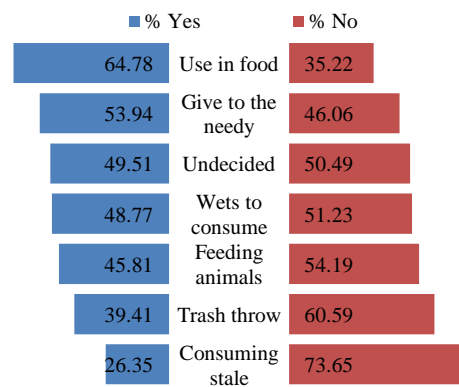 % Yes % No
64.78 Use in food 35.22
53.94 Give to the needy 46.06
49.51 Undecided 50.49
48.77 Wets to consume 51.23
45.81 Feeding animals 54.19
39.41 Trash throw 60.59
26.35 Consuming stale 73.65